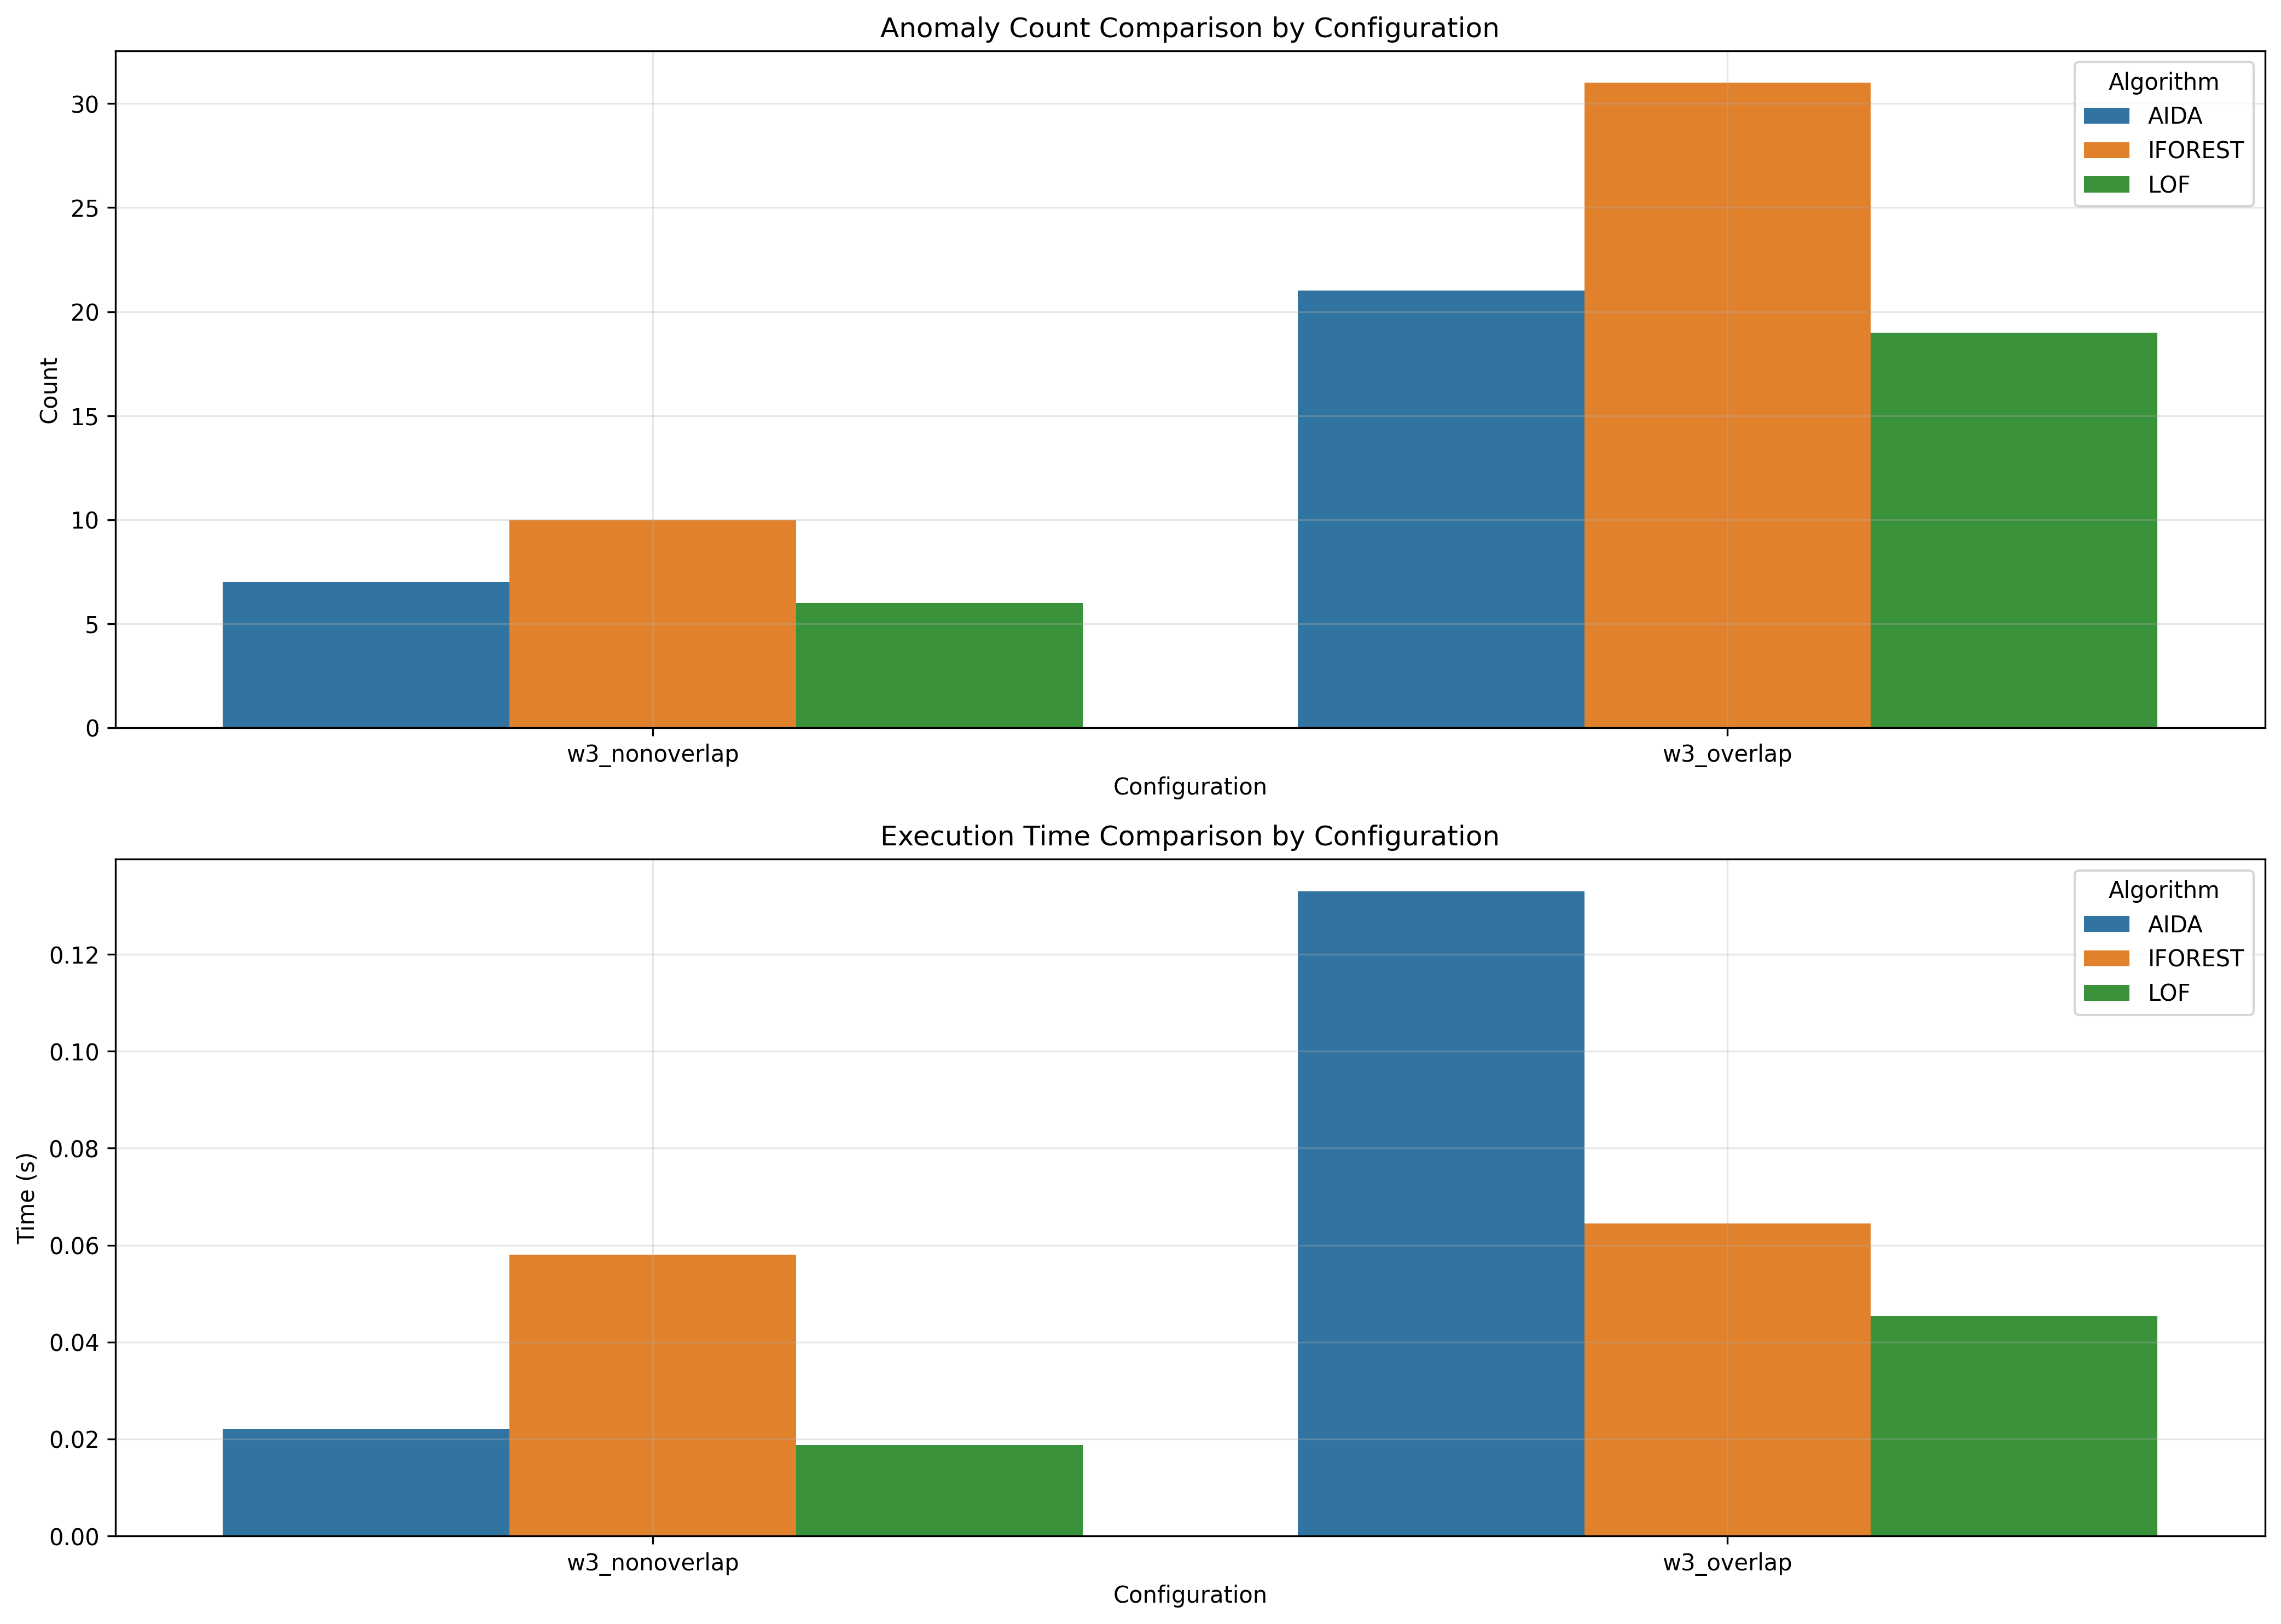 Anomaly Count Comparison by Configuration
Algorithm
AIDA
IFOREST
LOF
30
25
20
15
10
5
0
Count
w3_nonoverlap
w3_overlap
Configuration
Execution Time Comparison by Configuration
Algorithm
AIDA
IFOREST
LOF
0.12
0.10
0.08
0.06
0.04
0.02
0.00
Time (s)
w3_nonoverlap
w3_overlap
Configuration